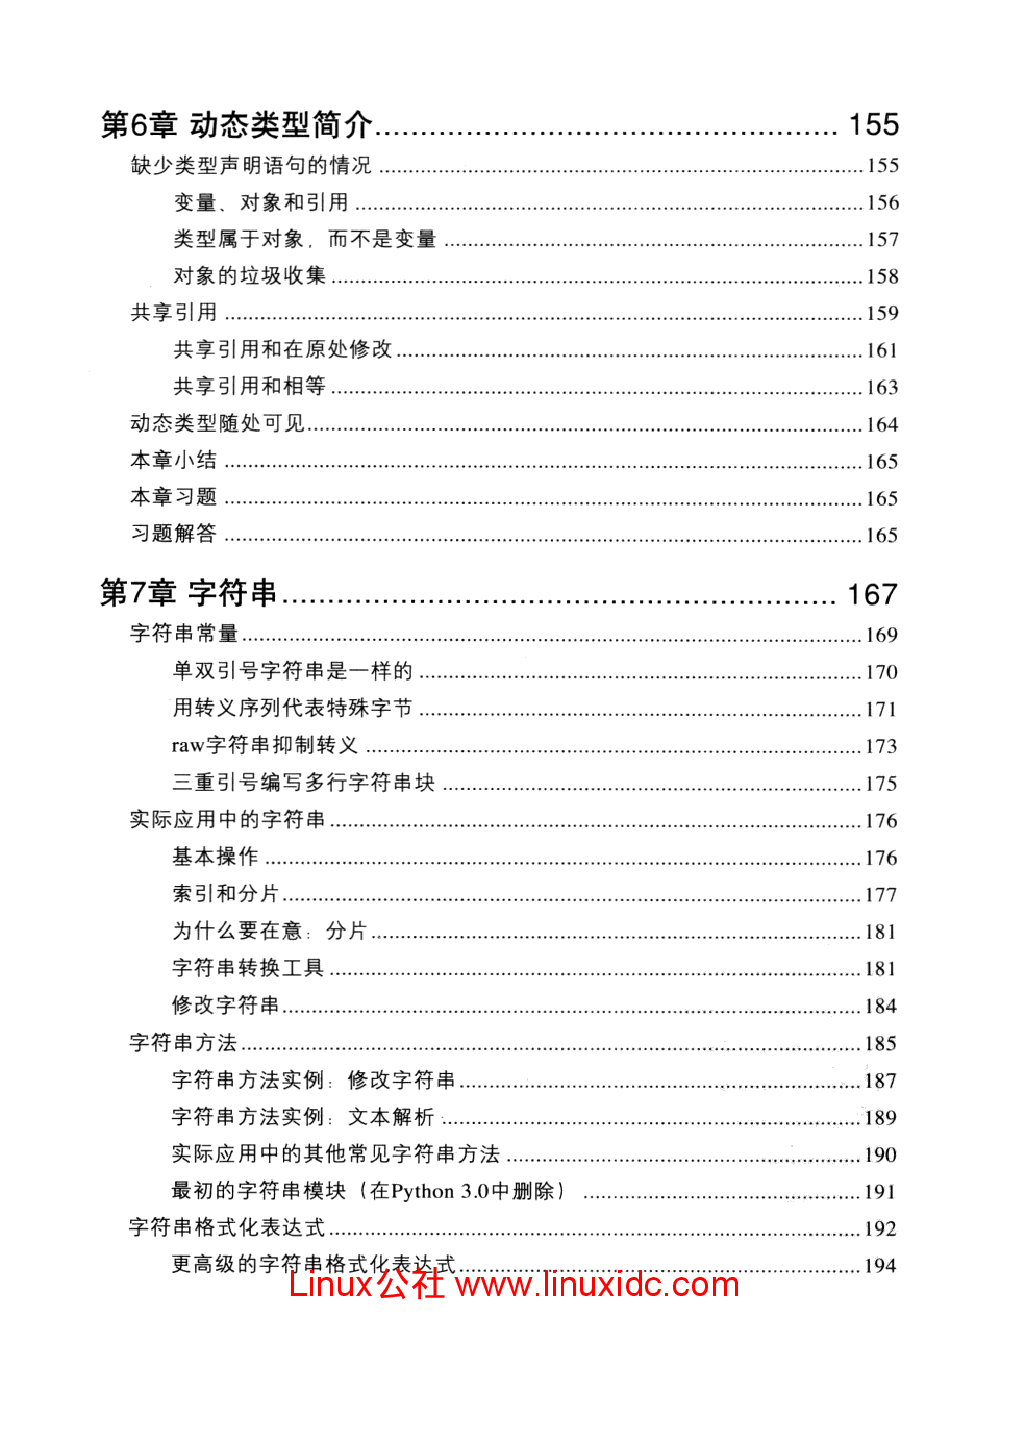 第6章 动态类型简介.................................................. 155
缺少类型声明语句的情况 ................................................................................. 155
变量、对象和引用 ..................................................................................... 156
类型属于对象，而不是变量 ...................................................................... 157
对象的垃圾收集......................................................................................... 158
共享引用 ........................................................................................................... 159
共享引用和在原处修改.............................................................................. 161
共享引用和相等......................................................................................... 163
动态类型随处可见............................................................................................. 164
本章小结 ........................................................................................................... 165
本章习题 ........................................................................................................... 165
习题解答 ........................................................................................................... 165
第7章 字符串............................................................ 167
字符串常量........................................................................................................ 169
单双引号字符串是一样的 .......................................................................... 170
用转义序列代表特殊字节 .......................................................................... 171
raw字符串抑制转义 ................................................................................... 173
三重引号编写多行字符串块 ...................................................................... 175
实际应用中的字符串......................................................................................... 176
基本操作 .................................................................................................... 176
索引和分片................................................................................................. 177
为什么要在意：分片.................................................................................. 181
字符串转换工具 ......................................................................................... 181
修改字符串................................................................................................. 184
字符串方法........................................................................................................ 185
字符串方法实例：修改字符串................................................................... 187
字符串方法实例：文本解析 ...................................................................... 189
实际应用中的其他常见字符串方法 ........................................................... 190
最初的字符串模块（在Python 3.0中删除） .............................................. 191
字符串格式化表达式......................................................................................... 192
更高级的字符串格式化表达式................................................................... 194
Linux公社 www.linuxidc.com